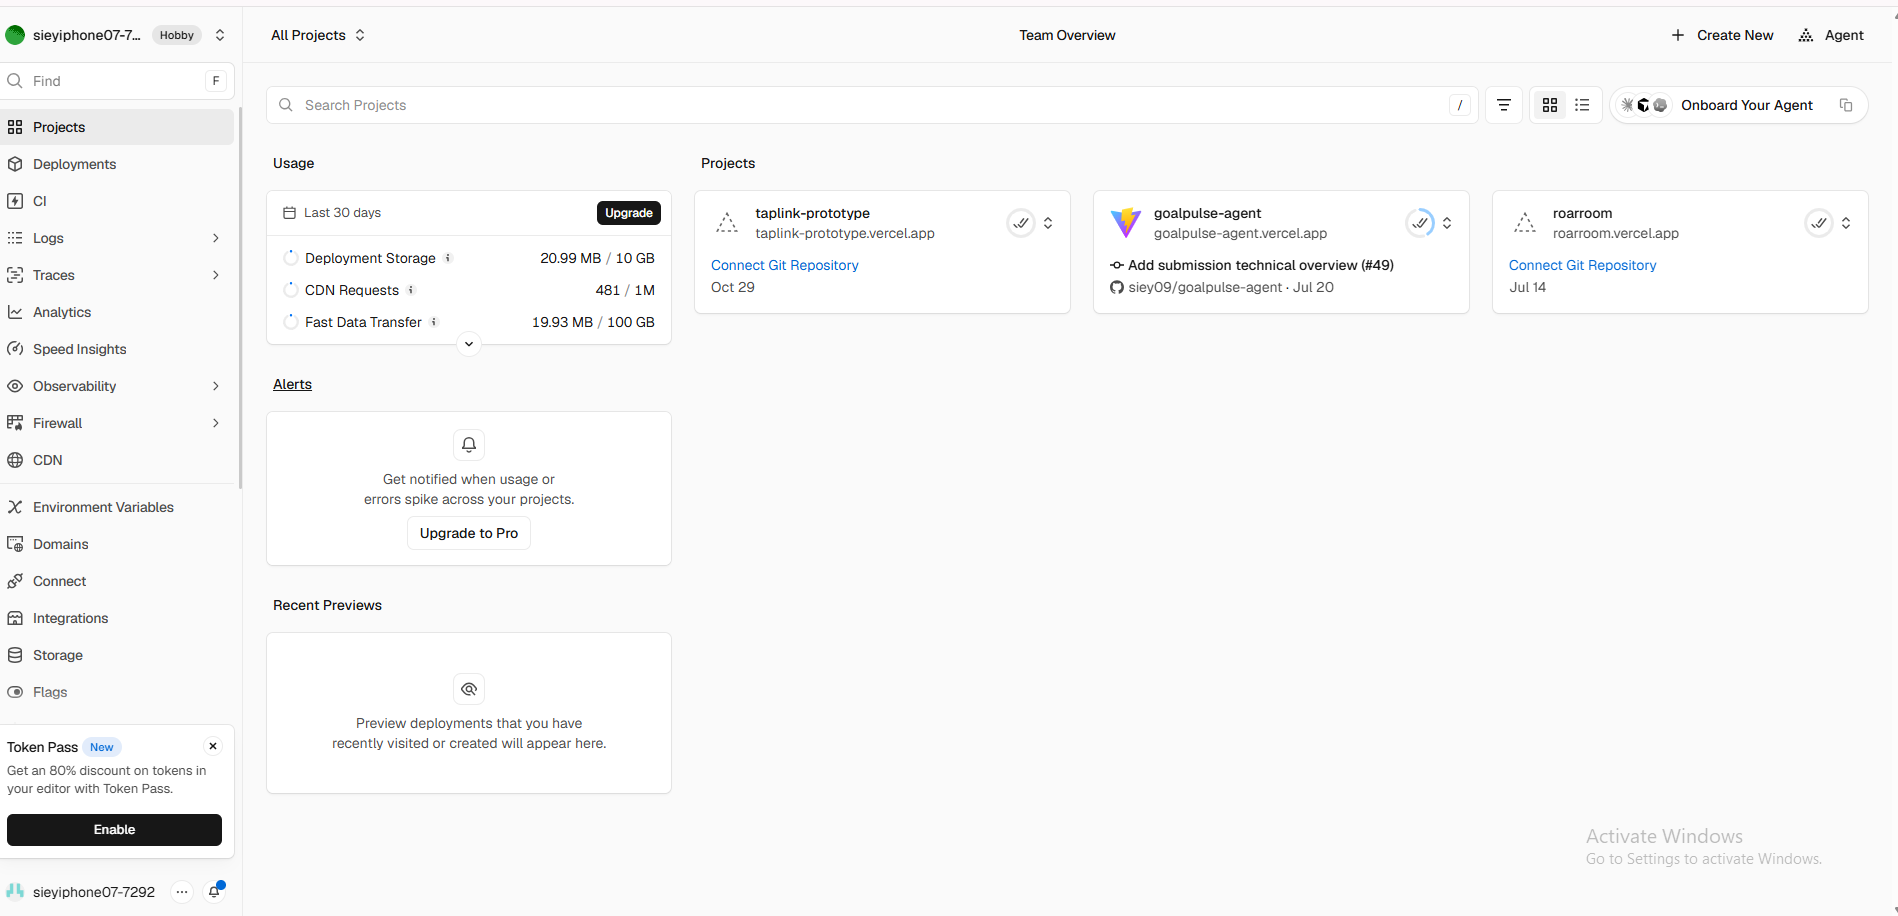 sieyiphone07-7...
Hobby
Find
F
Projects
Deployments
CI
Logs
Traces
Analytics
Speed Insights
Observability
Firewall
CDN
Environment Variables
Domains
Connect
Integrations
Storage
Flags
Token Pass New
Get an 80% discount on tokens in
your editor with Token Pass.
Enable
sieyiphone07-7292
All Projects
Team Overview
Create New
Agent
Search Projects
/
Onboard Your Agent
Usage
Last 30 days
Upgrade
Deployment Storage 20.99 MB / 10 GB
CDN Requests 481 / 1M
Fast Data Transfer 19.93 MB / 100 GB
Alerts
Get notified when usage or
errors spike across your projects.
Upgrade to Pro
Recent Previews
Preview deployments that you have
recently visited or created will appear here.
Projects
taplink-prototype
taplink-prototype.vercel.app
Connect Git Repository
Oct 29
goalpulse-agent
goalpulse-agent.vercel.app
Add submission technical overview (#49)
siey09/goalpulse-agent · Jul 20
roarroom
roarroom.vercel.app
Connect Git Repository
Jul 14
Activate Windows
Go to Settings to activate Windows.